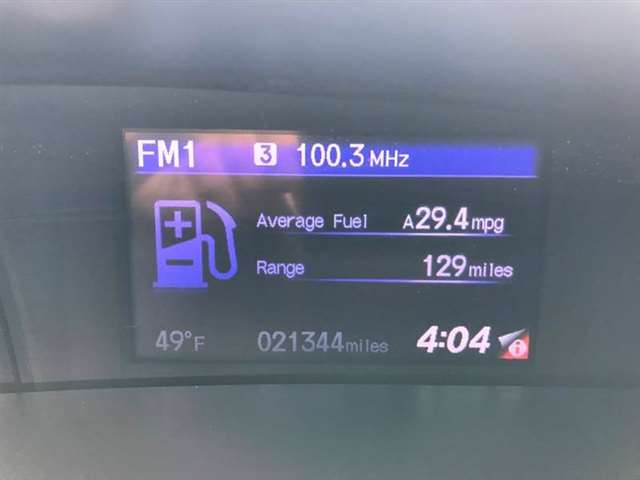 FM1 3 100.3 MHz
Average Fuel A29.4 mpg
Range 129 miles
49°F 021344 miles 4:04 i